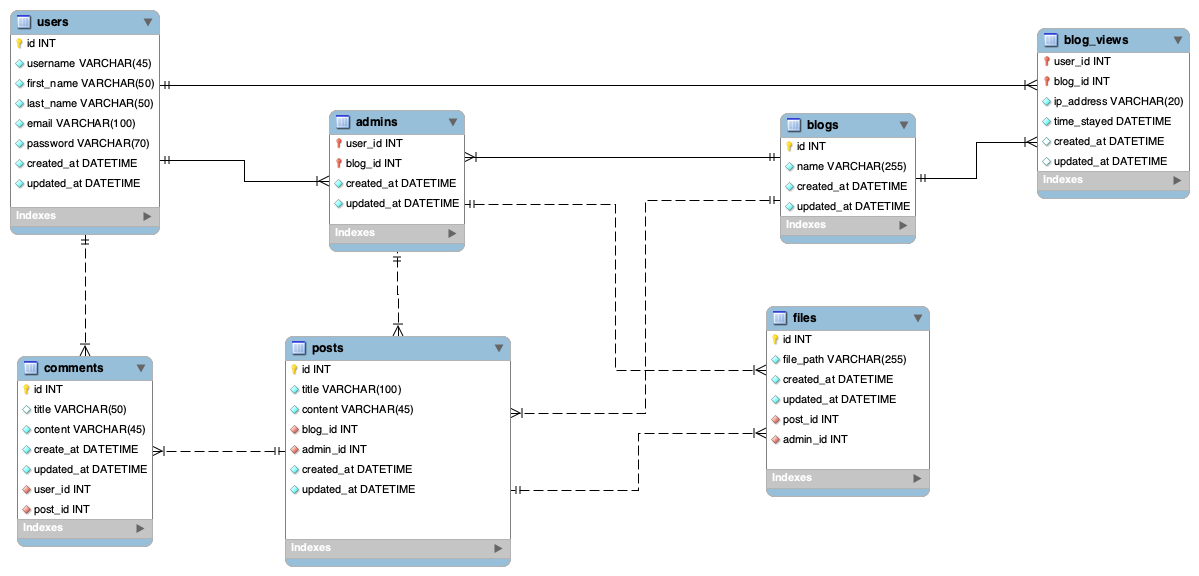 users
id INT
username VARCHAR(45)
first_name VARCHAR(50)
last_name VARCHAR(50)
email VARCHAR(100)
password VARCHAR(70)
created_at DATETIME
updated_at DATETIME
Indexes
admins
user_id INT
blog_id INT
created_at DATETIME
updated_at DATETIME
Indexes
blogs
id INT
name VARCHAR(255)
created_at DATETIME
updated_at DATETIME
Indexes
blog_views
user_id INT
blog_id INT
ip_address VARCHAR(20)
time_stayed DATETIME
created_at DATETIME
updated_at DATETIME
Indexes
comments
id INT
title VARCHAR(50)
content VARCHAR(45)
create_at DATETIME
updated_at DATETIME
user_id INT
post_id INT
Indexes
posts
id INT
title VARCHAR(100)
content VARCHAR(45)
blog_id INT
admin_id INT
created_at DATETIME
updated_at DATETIME
Indexes
files
id INT
file_path VARCHAR(255)
created_at DATETIME
updated_at DATETIME
post_id INT
admin_id INT
Indexes